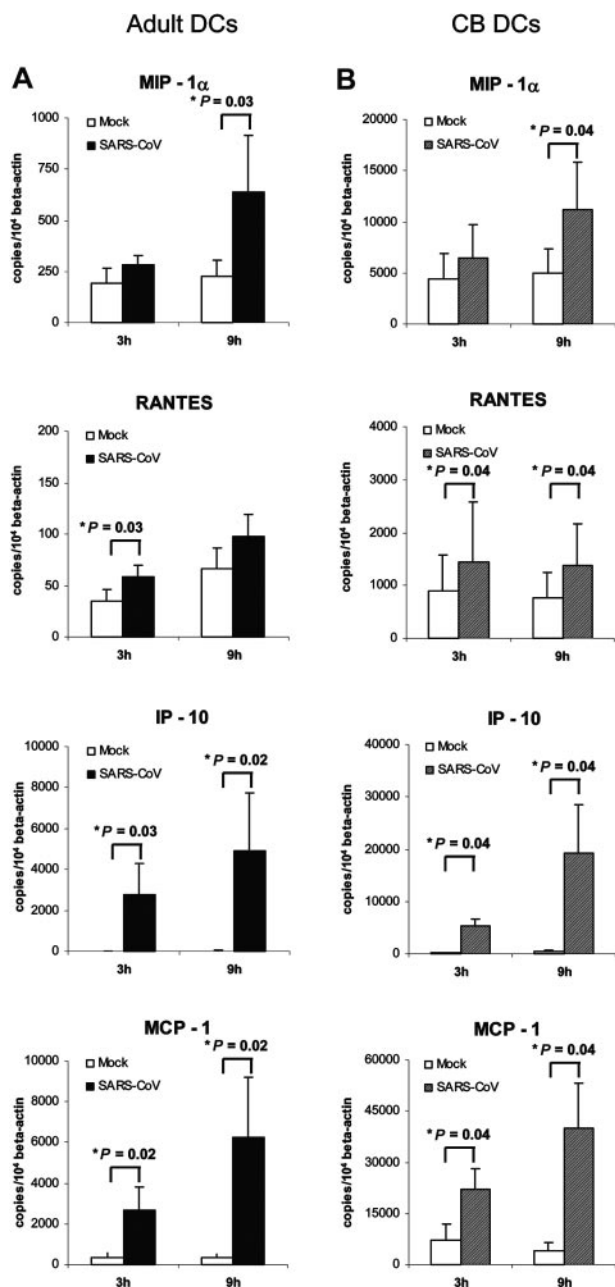 Adult DCs
CB DCs
A
MIP - 1α
* P = 0.03
Mock
SARS-CoV
copies/10⁴ beta-actin
1000
750
500
250
0
3h
9h
B
MIP - 1α
* P = 0.04
Mock
SARS-CoV
copies/10⁴ beta-actin
20000
15000
10000
5000
0
3h
9h
RANTES
Mock
SARS-CoV
* P = 0.03
copies/10⁴ beta-actin
200
150
100
50
0
3h
9h
RANTES
Mock
SARS-CoV
* P = 0.04
* P = 0.04
copies/10⁴ beta-actin
4000
3000
2000
1000
0
3h
9h
IP - 10
Mock
SARS-CoV
* P = 0.02
* P = 0.03
copies/10⁴ beta-actin
10000
8000
6000
4000
2000
0
3h
9h
IP - 10
Mock
SARS-CoV
* P = 0.04
* P = 0.04
copies/10⁴ beta-actin
40000
30000
20000
10000
0
3h
9h
MCP - 1
Mock
SARS-CoV
* P = 0.02
* P = 0.02
copies/10⁴ beta-actin
10000
8000
6000
4000
2000
0
3h
9h
MCP - 1
Mock
SARS-CoV
* P = 0.04
* P = 0.04
copies/10⁴ beta-actin
60000
45000
30000
15000
0
3h
9h